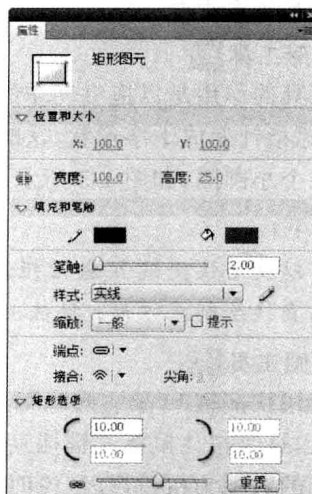 属性
矩形图元
位置和大小
X: 100.0 Y: 100.0
宽度: 100.0 高度: 25.0
填充和笔触
笔触: 2.00
样式: 实线
缩放: 一般 提示
端点:
接合: 尖角:
矩形选项
10.00 10.00
10.00 10.00
重置